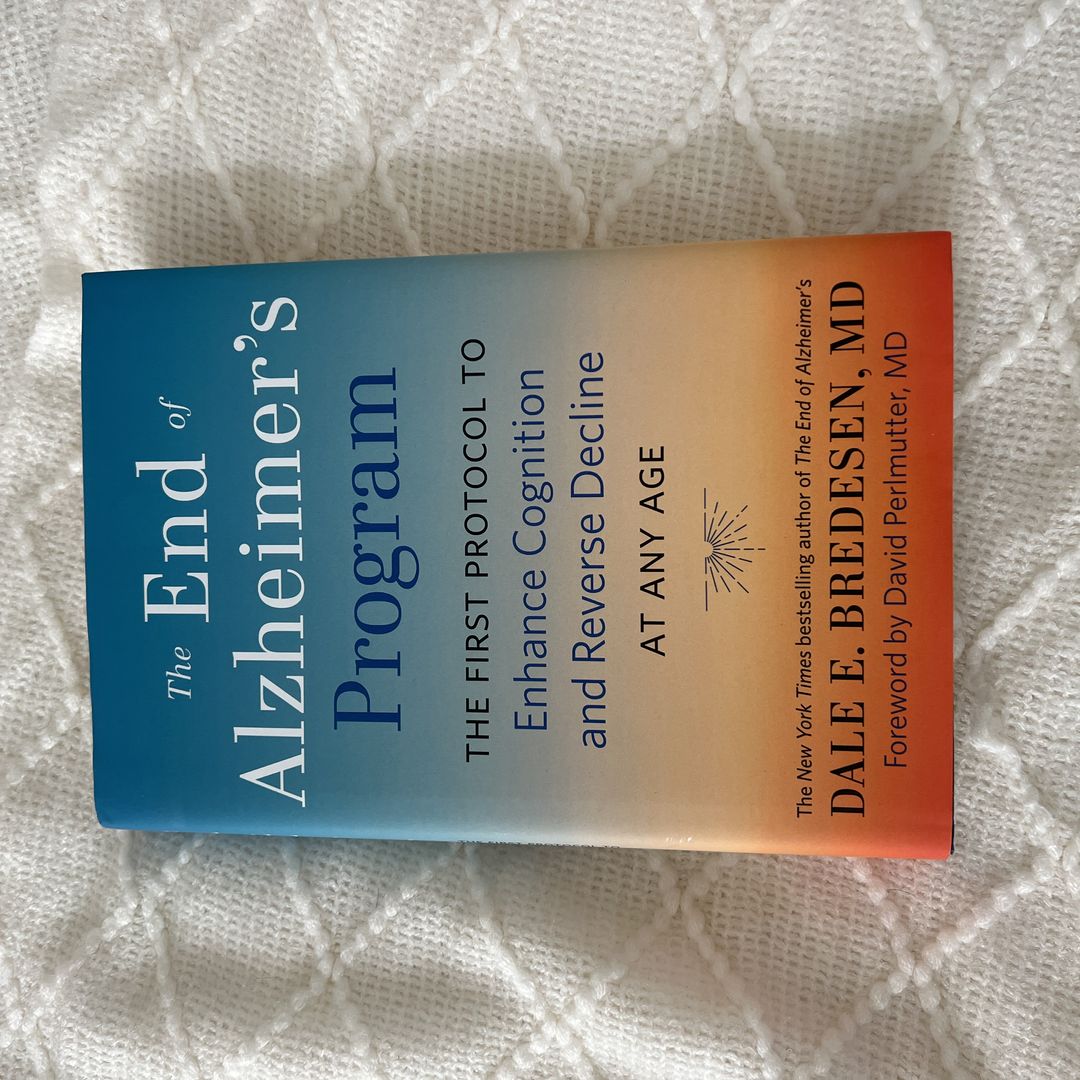 The End of
Alzheimer's
Program
THE FIRST PROTOCOL TO
Enhance Cognition
and Reverse Decline
AT ANY AGE
The New York Times bestselling author of The End of Alzheimer's
DALE E. BREDESEN, MD
Foreword by David Perlmutter, MD